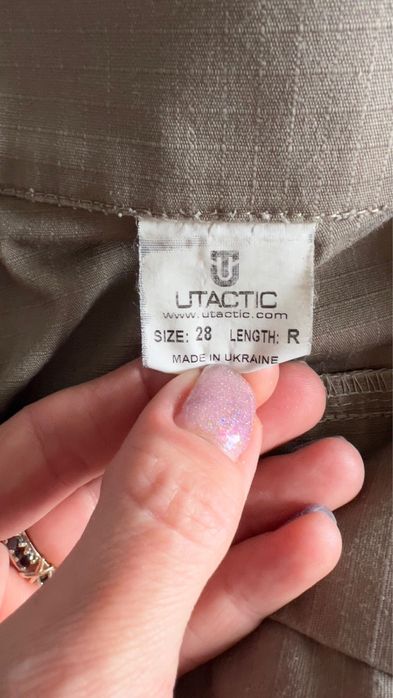 UTACTIC
www.utactic.com
SIZE: 28 LENGTH: R
MADE IN UKRAINE